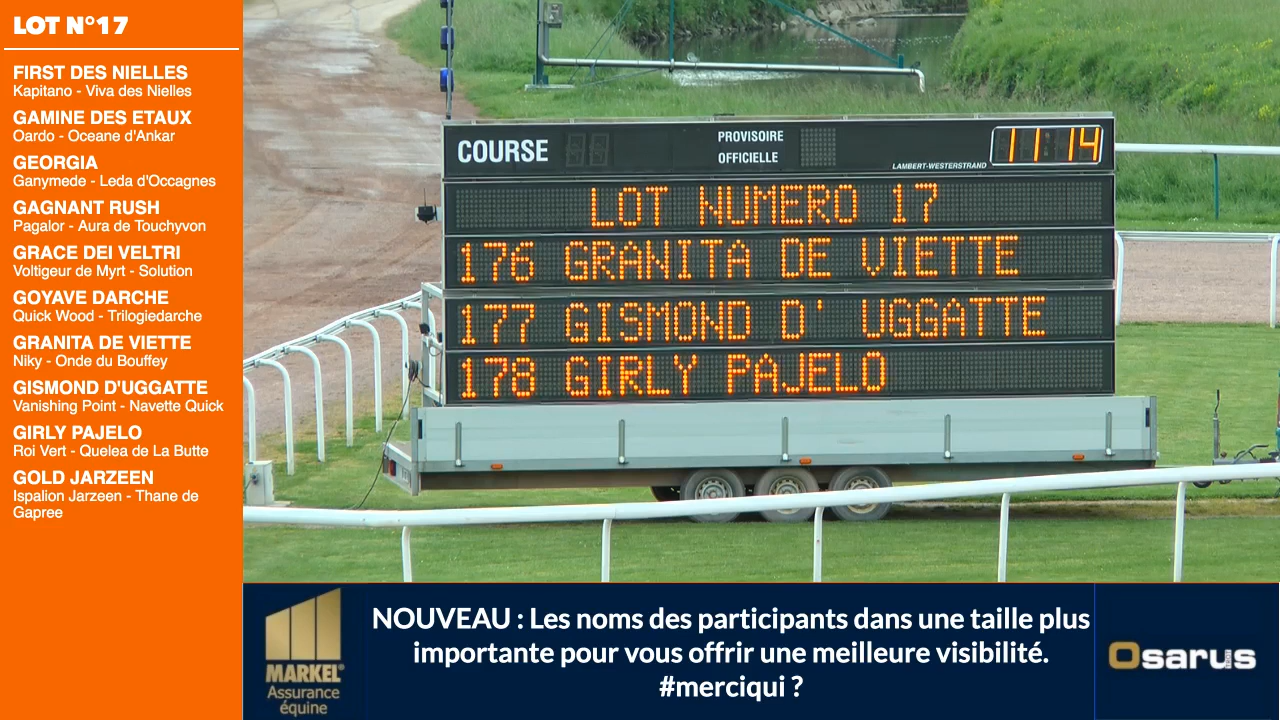 LOT N°17
FIRST DES NIELLES
Kapitano - Viva des Nielles
GAMINE DES ETAUX
Oardo - Oceane d'Ankar
GEORGIA
Ganymede - Leda d'Occagnes
GAGNANT RUSH
Pagalor - Aura de Touchyvon
GRACE DEI VELTRI
Voltigeur de Myrt - Solution
GOYAVE DARCHE
Quick Wood - Trilogiedarche
GRANITA DE VIETTE
Niky - Onde du Bouffey
GISMOND D'UGGATTE
Vanishing Point - Navette Quick
GIRLY PAJELO
Roi Vert - Quelea de La Butte
GOLD JARZEEN
Ispalion Jarzeen - Thane de
Gapree
COURSE
PROVISOIRE
OFFICIELLE
LAMBERT-WESTERSTRAND
11:14
LOT NUMERO 17
176 GRANITA DE VIETTE
177 GISMOND D' UGGATTE
178 GIRLY PAJELO
MARKEL®
Assurance
équine
NOUVEAU : Les noms des participants dans une taille plus
importante pour vous offrir une meilleure visibilité.
#merciqui ?
Osarus